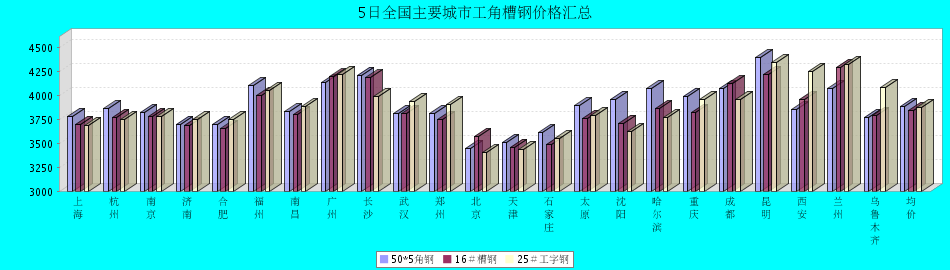 5日全国主要城市工角槽钢价格汇总
4500
4250
4000
3750
3500
3250
3000
上海
杭州
南京
济南
合肥
福州
南昌
广州
长沙
武汉
郑州
北京
天津
石家庄
太原
沈阳
哈尔滨
重庆
成都
昆明
西安
兰州
乌鲁木齐
均价
50*5角钢 16#槽钢 25#工字钢